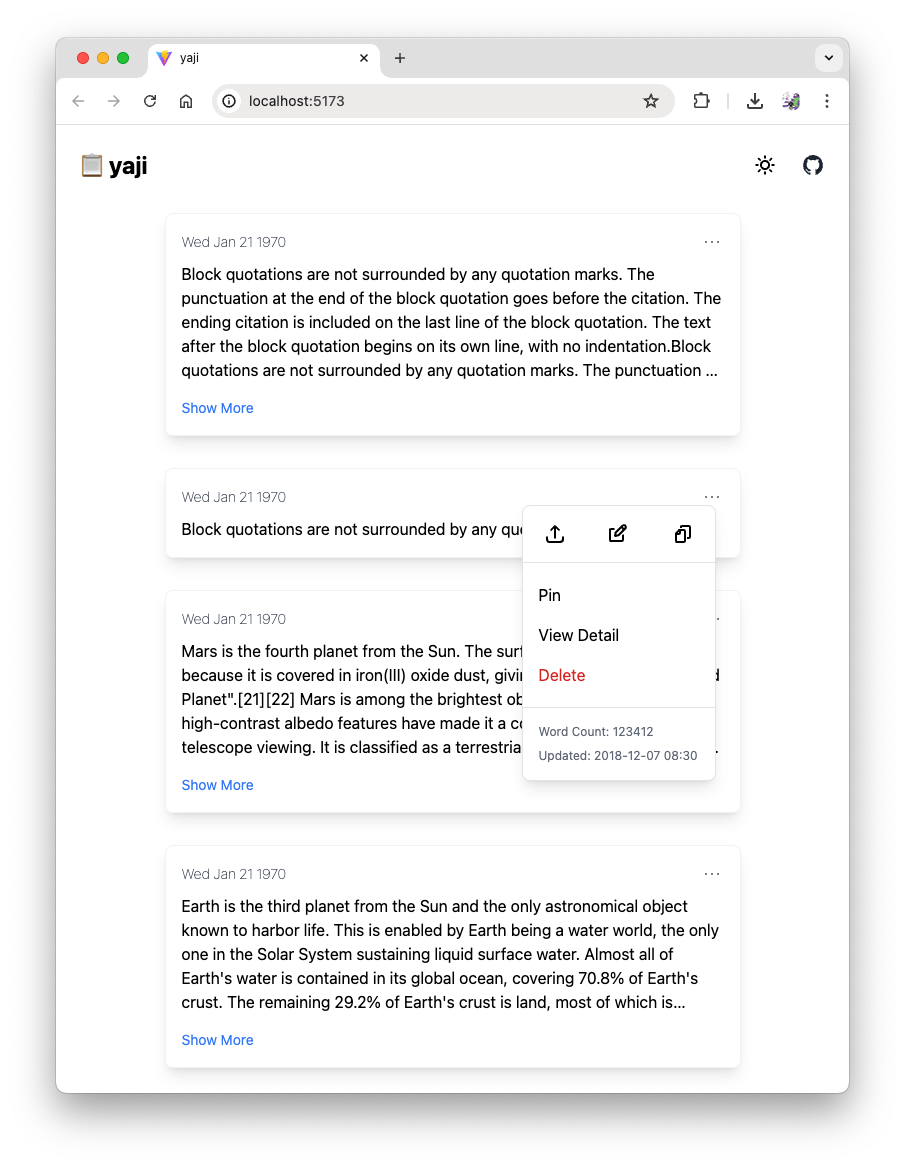 yaji
localhost:5173
yaji
Wed Jan 21 1970
Block quotations are not surrounded by any quotation marks. The
punctuation at the end of the block quotation goes before the citation. The
ending citation is included on the last line of the block quotation. The text
after the block quotation begins on its own line, with no indentation.Block
quotations are not surrounded by any quotation marks. The punctuation ...
Show More
Wed Jan 21 1970
Block quotations are not surrounded by any
Pin
View Detail
Delete
Word Count: 123412
Updated: 2018-12-07 08:30
Wed Jan 21 1970
Mars is the fourth planet from the Sun. The
because it is covered in iron(III) oxide dust,
Planet".[21][22] Mars is among the brightest
high-contrast albedo features have made it a
telescope viewing. It is classified as a
Show More
Wed Jan 21 1970
Earth is the third planet from the Sun and the only astronomical object
known to harbor life. This is enabled by Earth being a water world, the only
one in the Solar System sustaining liquid surface water. Almost all of
Earth's water is contained in its global ocean, covering 70.8% of Earth's
crust. The remaining 29.2% of Earth's crust is land, most of which is...
Show More